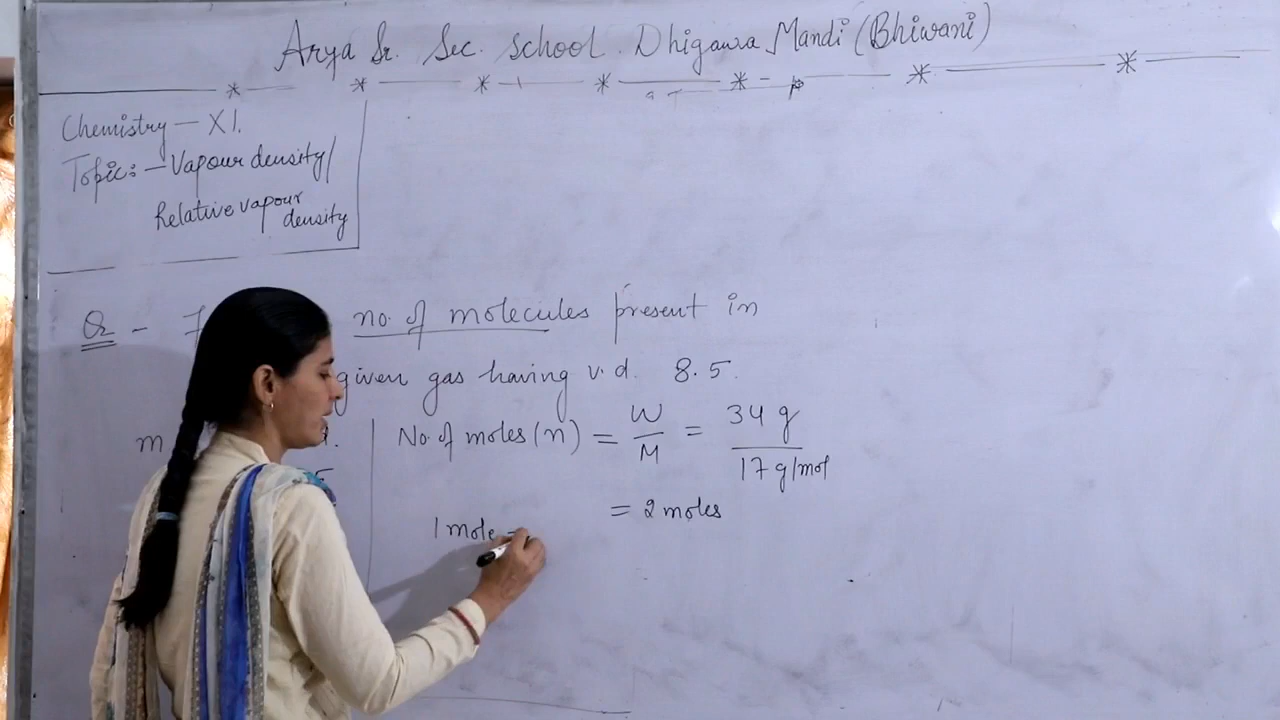 Arya Sr. Sec. School. Dhigawa Mandi (Bhiwani)
Chemistry — XI.
Topic:- Vapour density/
Relative vapour
density
Q - no. of molecules present in
given gas having v.d. 8.5.
m
No. of moles (n) = W/M = 34 g / 17 g/mol
= 2 moles
1 mole =